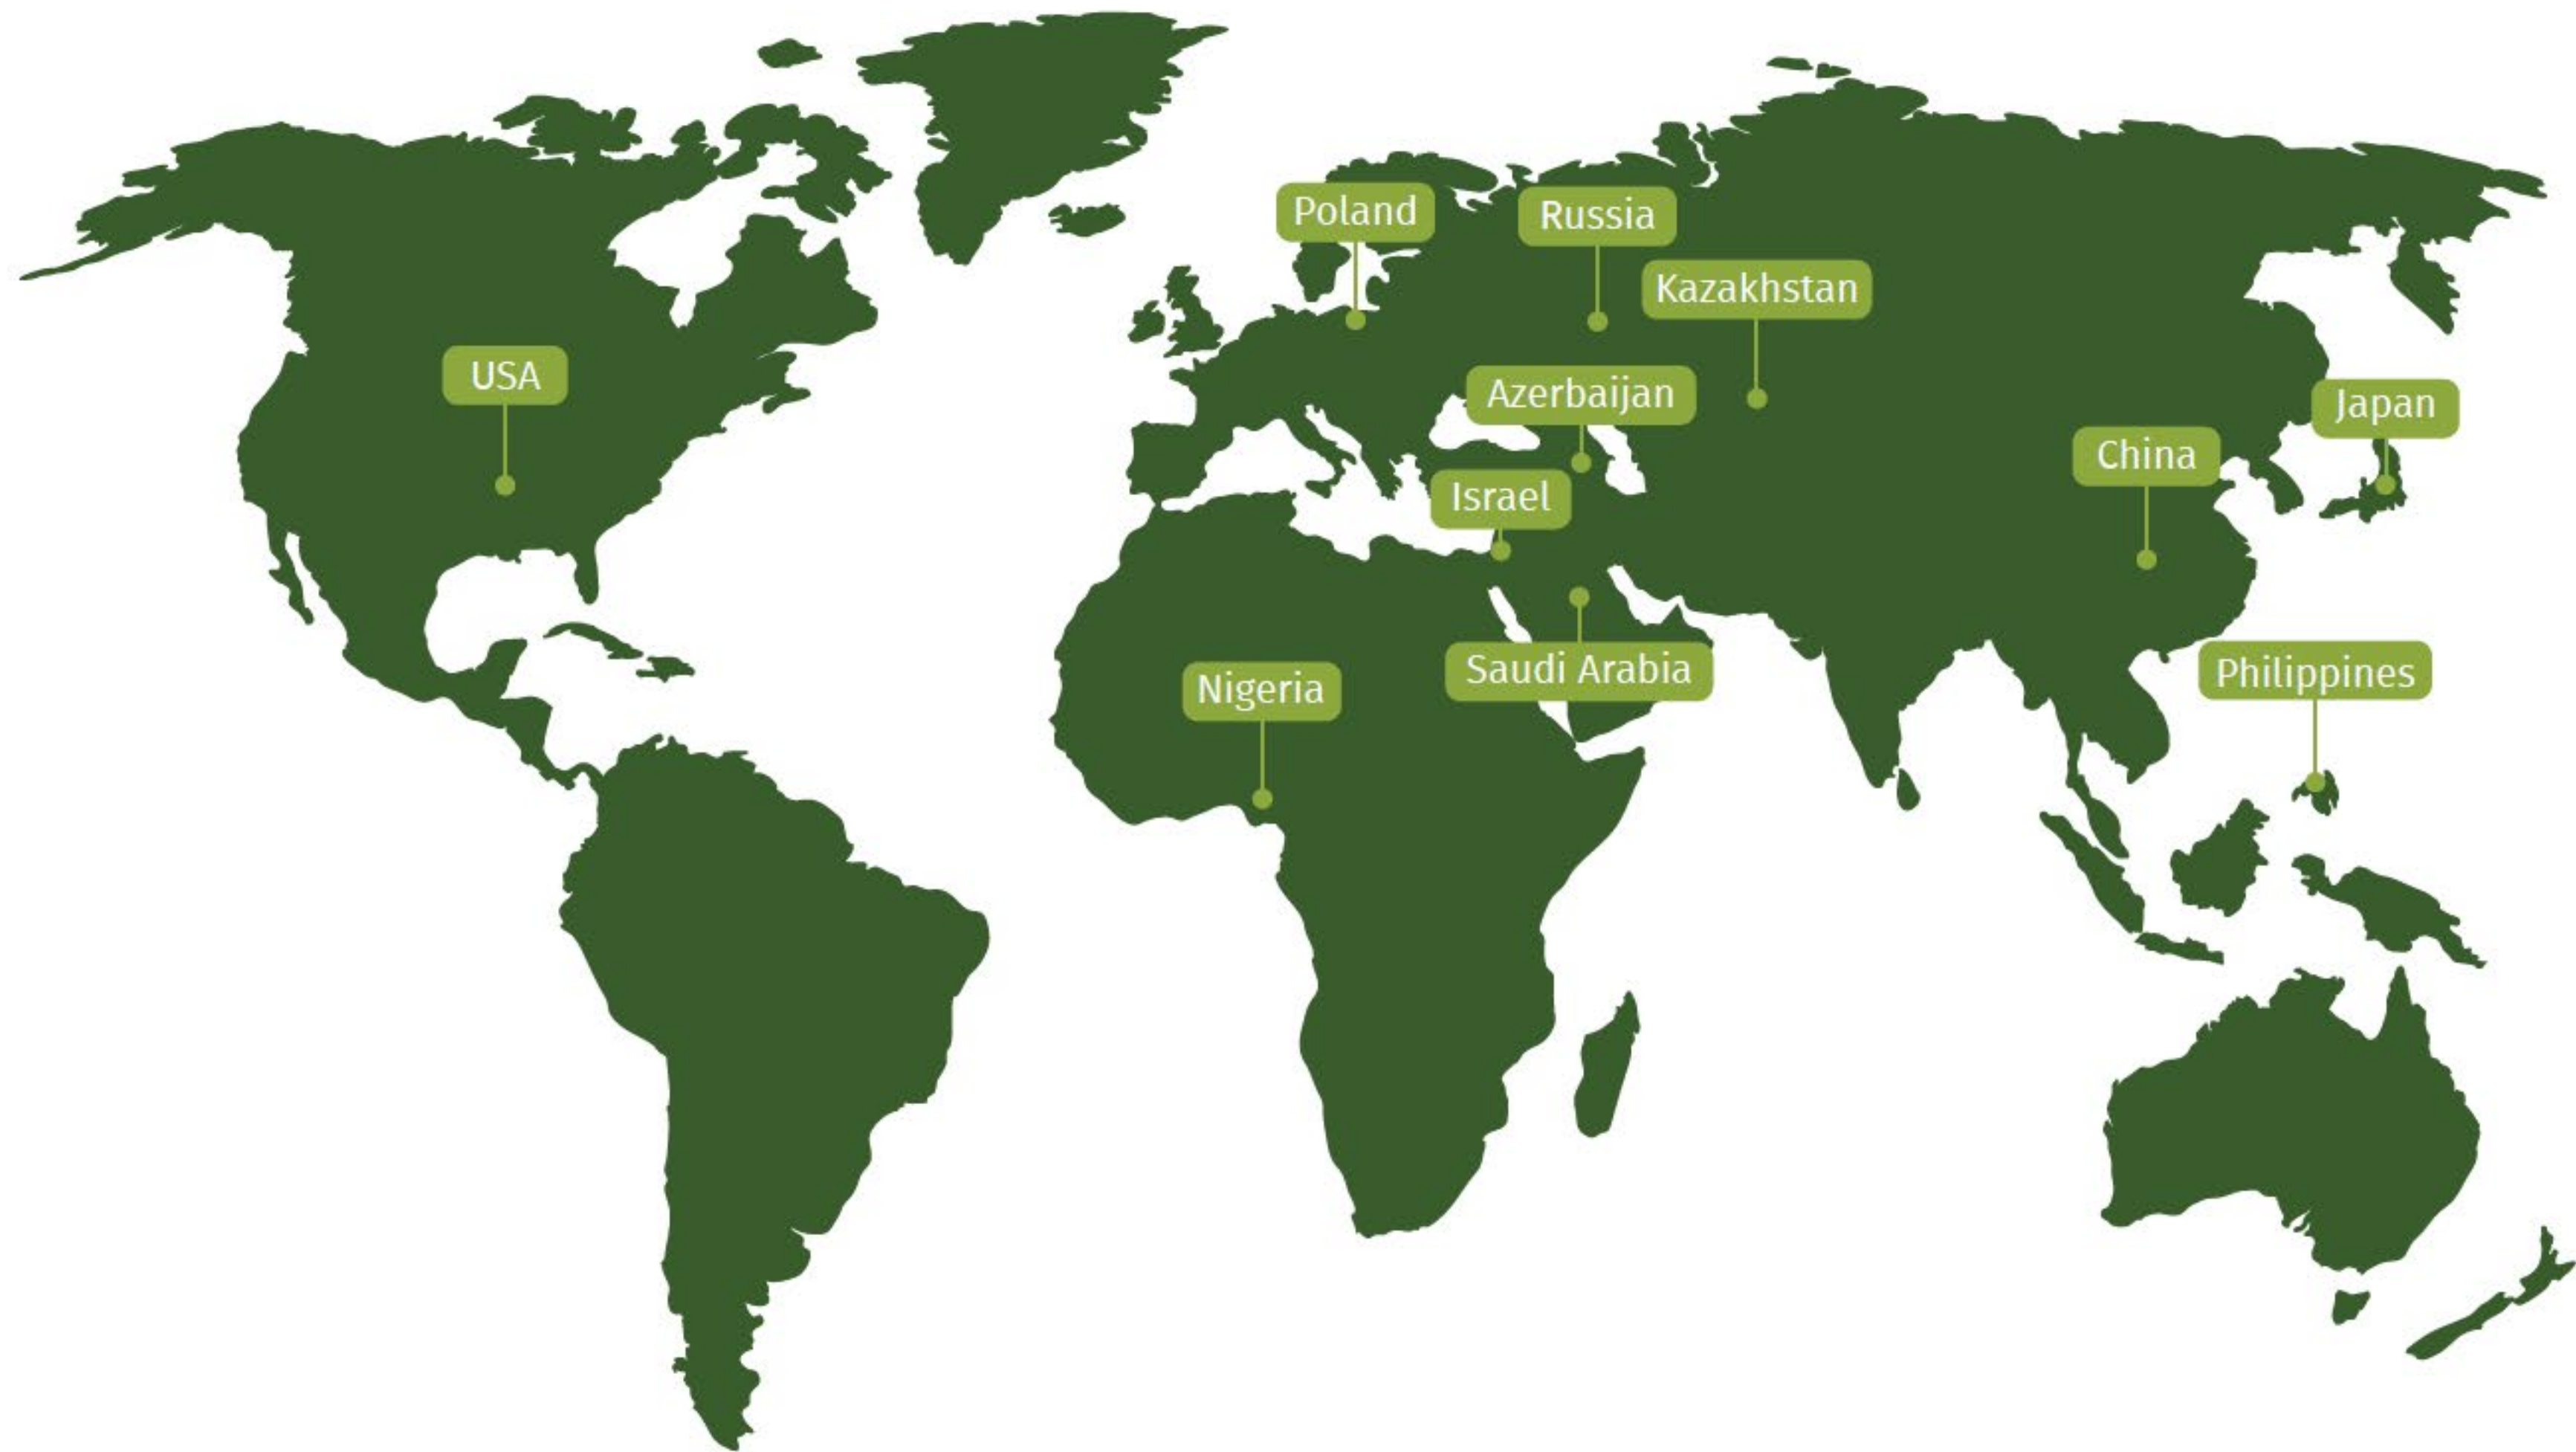 Poland
Russia
Kazakhstan
USA
Azerbaijan
Japan
China
Israel
Saudi Arabia
Nigeria
Philippines